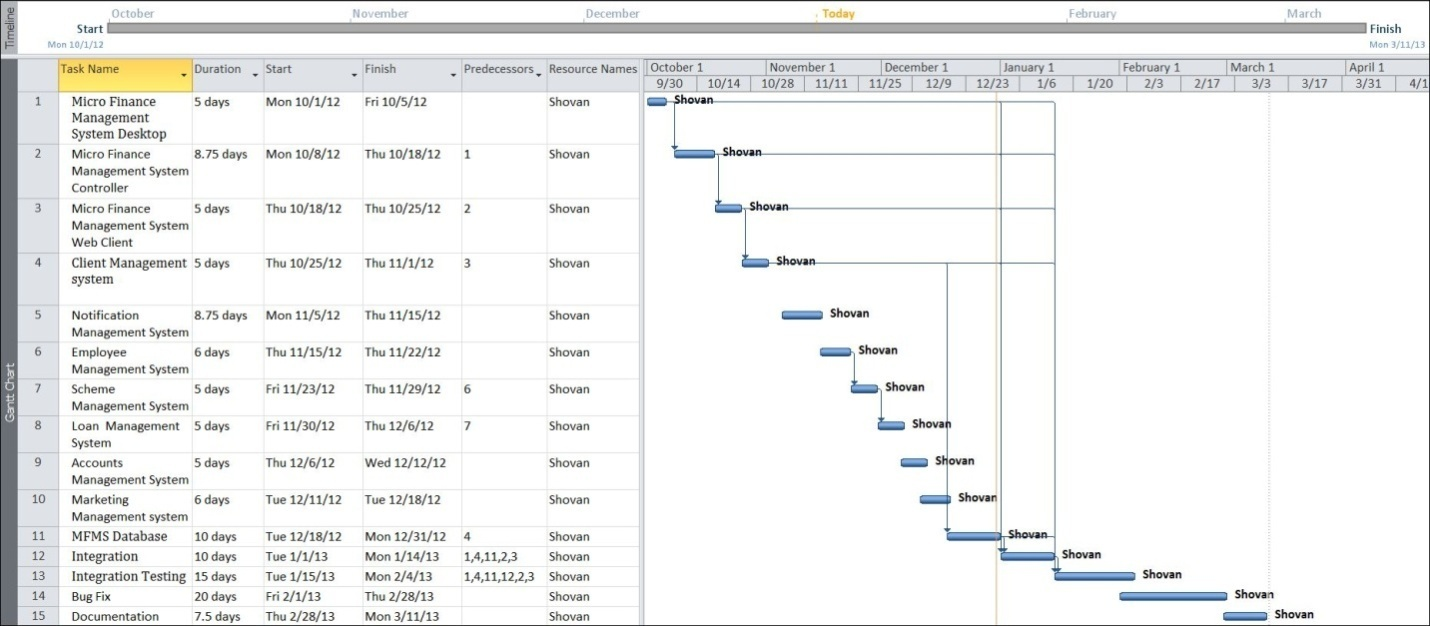 Timeline
October November December Today February March
Start Finish
Mon 10/1/12 Mon 3/11/13
Gantt Chart
Task Name Duration Start Finish Predecessors Resource Names October 1 November 1 December 1 January 1 February 1 March 1 April 1
9/30 10/14 10/28 11/11 11/25 12/9 12/23 1/6 1/20 2/3 2/17 3/3 3/17 3/31 4/1
1 Micro Finance 5 days Mon 10/1/12 Fri 10/5/12 Shovan Shovan
Management
System Desktop
2 Micro Finance 8.75 days Mon 10/8/12 Thu 10/18/12 1 Shovan Shovan
Management System
Controller
3 Micro Finance 5 days Thu 10/18/12 Thu 10/25/12 2 Shovan Shovan
Management System
Web Client
4 Client Management 5 days Thu 10/25/12 Thu 11/1/12 3 Shovan Shovan
system
5 Notification 8.75 days Mon 11/5/12 Thu 11/15/12 Shovan Shovan
Management System
6 Employee 6 days Thu 11/15/12 Thu 11/22/12 Shovan Shovan
Management System
7 Scheme 5 days Fri 11/23/12 Thu 11/29/12 6 Shovan Shovan
Management System
8 Loan Management 5 days Fri 11/30/12 Thu 12/6/12 7 Shovan Shovan
System
9 Accounts 5 days Thu 12/6/12 Wed 12/12/12 Shovan Shovan
Management System
10 Marketing 6 days Tue 12/11/12 Tue 12/18/12 Shovan Shovan
Management system
11 MFMS Database 10 days Tue 12/18/12 Mon 12/31/12 4 Shovan Shovan
12 Integration 10 days Tue 1/1/13 Mon 1/14/13 1,4,11,2,3 Shovan Shovan
13 Integration Testing 15 days Tue 1/15/13 Mon 2/4/13 1,4,11,12,2,3 Shovan Shovan
14 Bug Fix 20 days Fri 2/1/13 Thu 2/28/13 Shovan Shovan
15 Documentation 7.5 days Thu 2/28/13 Mon 3/11/13 Shovan Shovan